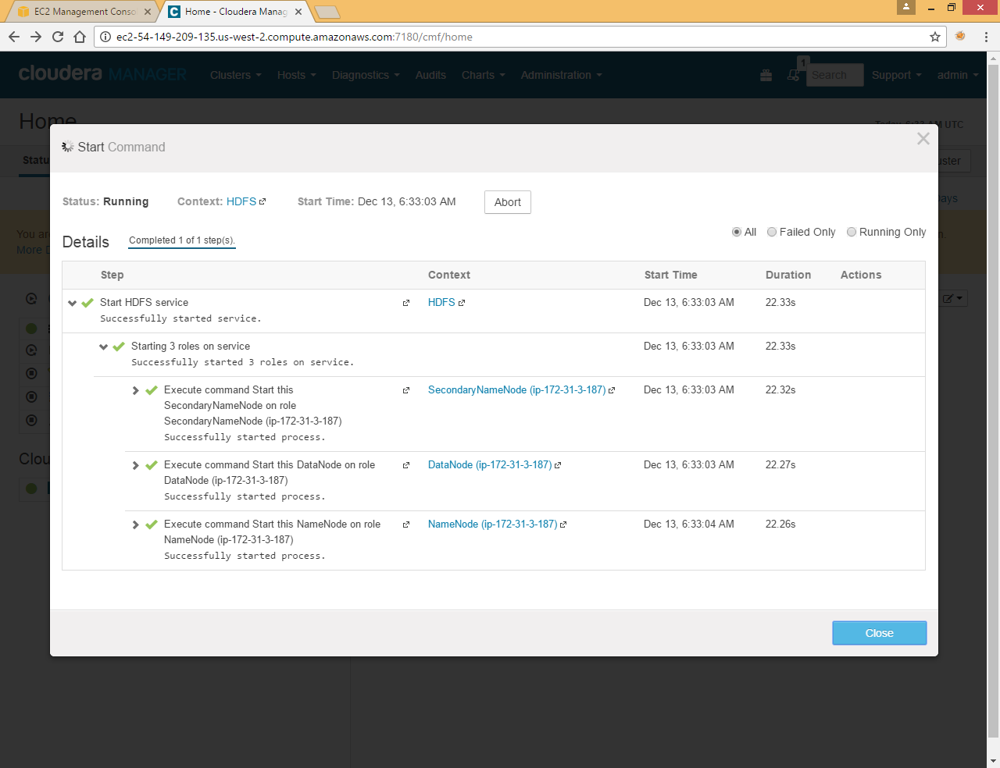 EC2 Management Conso
Home - Cloudera Manag
ec2-54-149-209-135.us-west-2.compute.amazonaws.com:7180/cmf/home
cloudera MANAGER
Clusters Hosts Diagnostics Audits Charts Administration
1
Search Support admin
Home
Start Command
Status: Running Context: HDFS Start Time: Dec 13, 6:33:03 AM Abort
Details Completed 1 of 1 step(s). All Failed Only Running Only
Step Context Start Time Duration Actions
Start HDFS service HDFS Dec 13, 6:33:03 AM 22.33s
Successfully started service.
Starting 3 roles on service Dec 13, 6:33:03 AM 22.33s
Successfully started 3 roles on service.
Execute command Start this SecondaryNameNode (ip-172-31-3-187) Dec 13, 6:33:03 AM 22.32s
SecondaryNameNode on role
SecondaryNameNode (ip-172-31-3-187)
Successfully started process.
Execute command Start this DataNode on role DataNode (ip-172-31-3-187) Dec 13, 6:33:03 AM 22.27s
DataNode (ip-172-31-3-187)
Successfully started process.
Execute command Start this NameNode on role NameNode (ip-172-31-3-187) Dec 13, 6:33:04 AM 22.26s
NameNode (ip-172-31-3-187)
Successfully started process.
Close